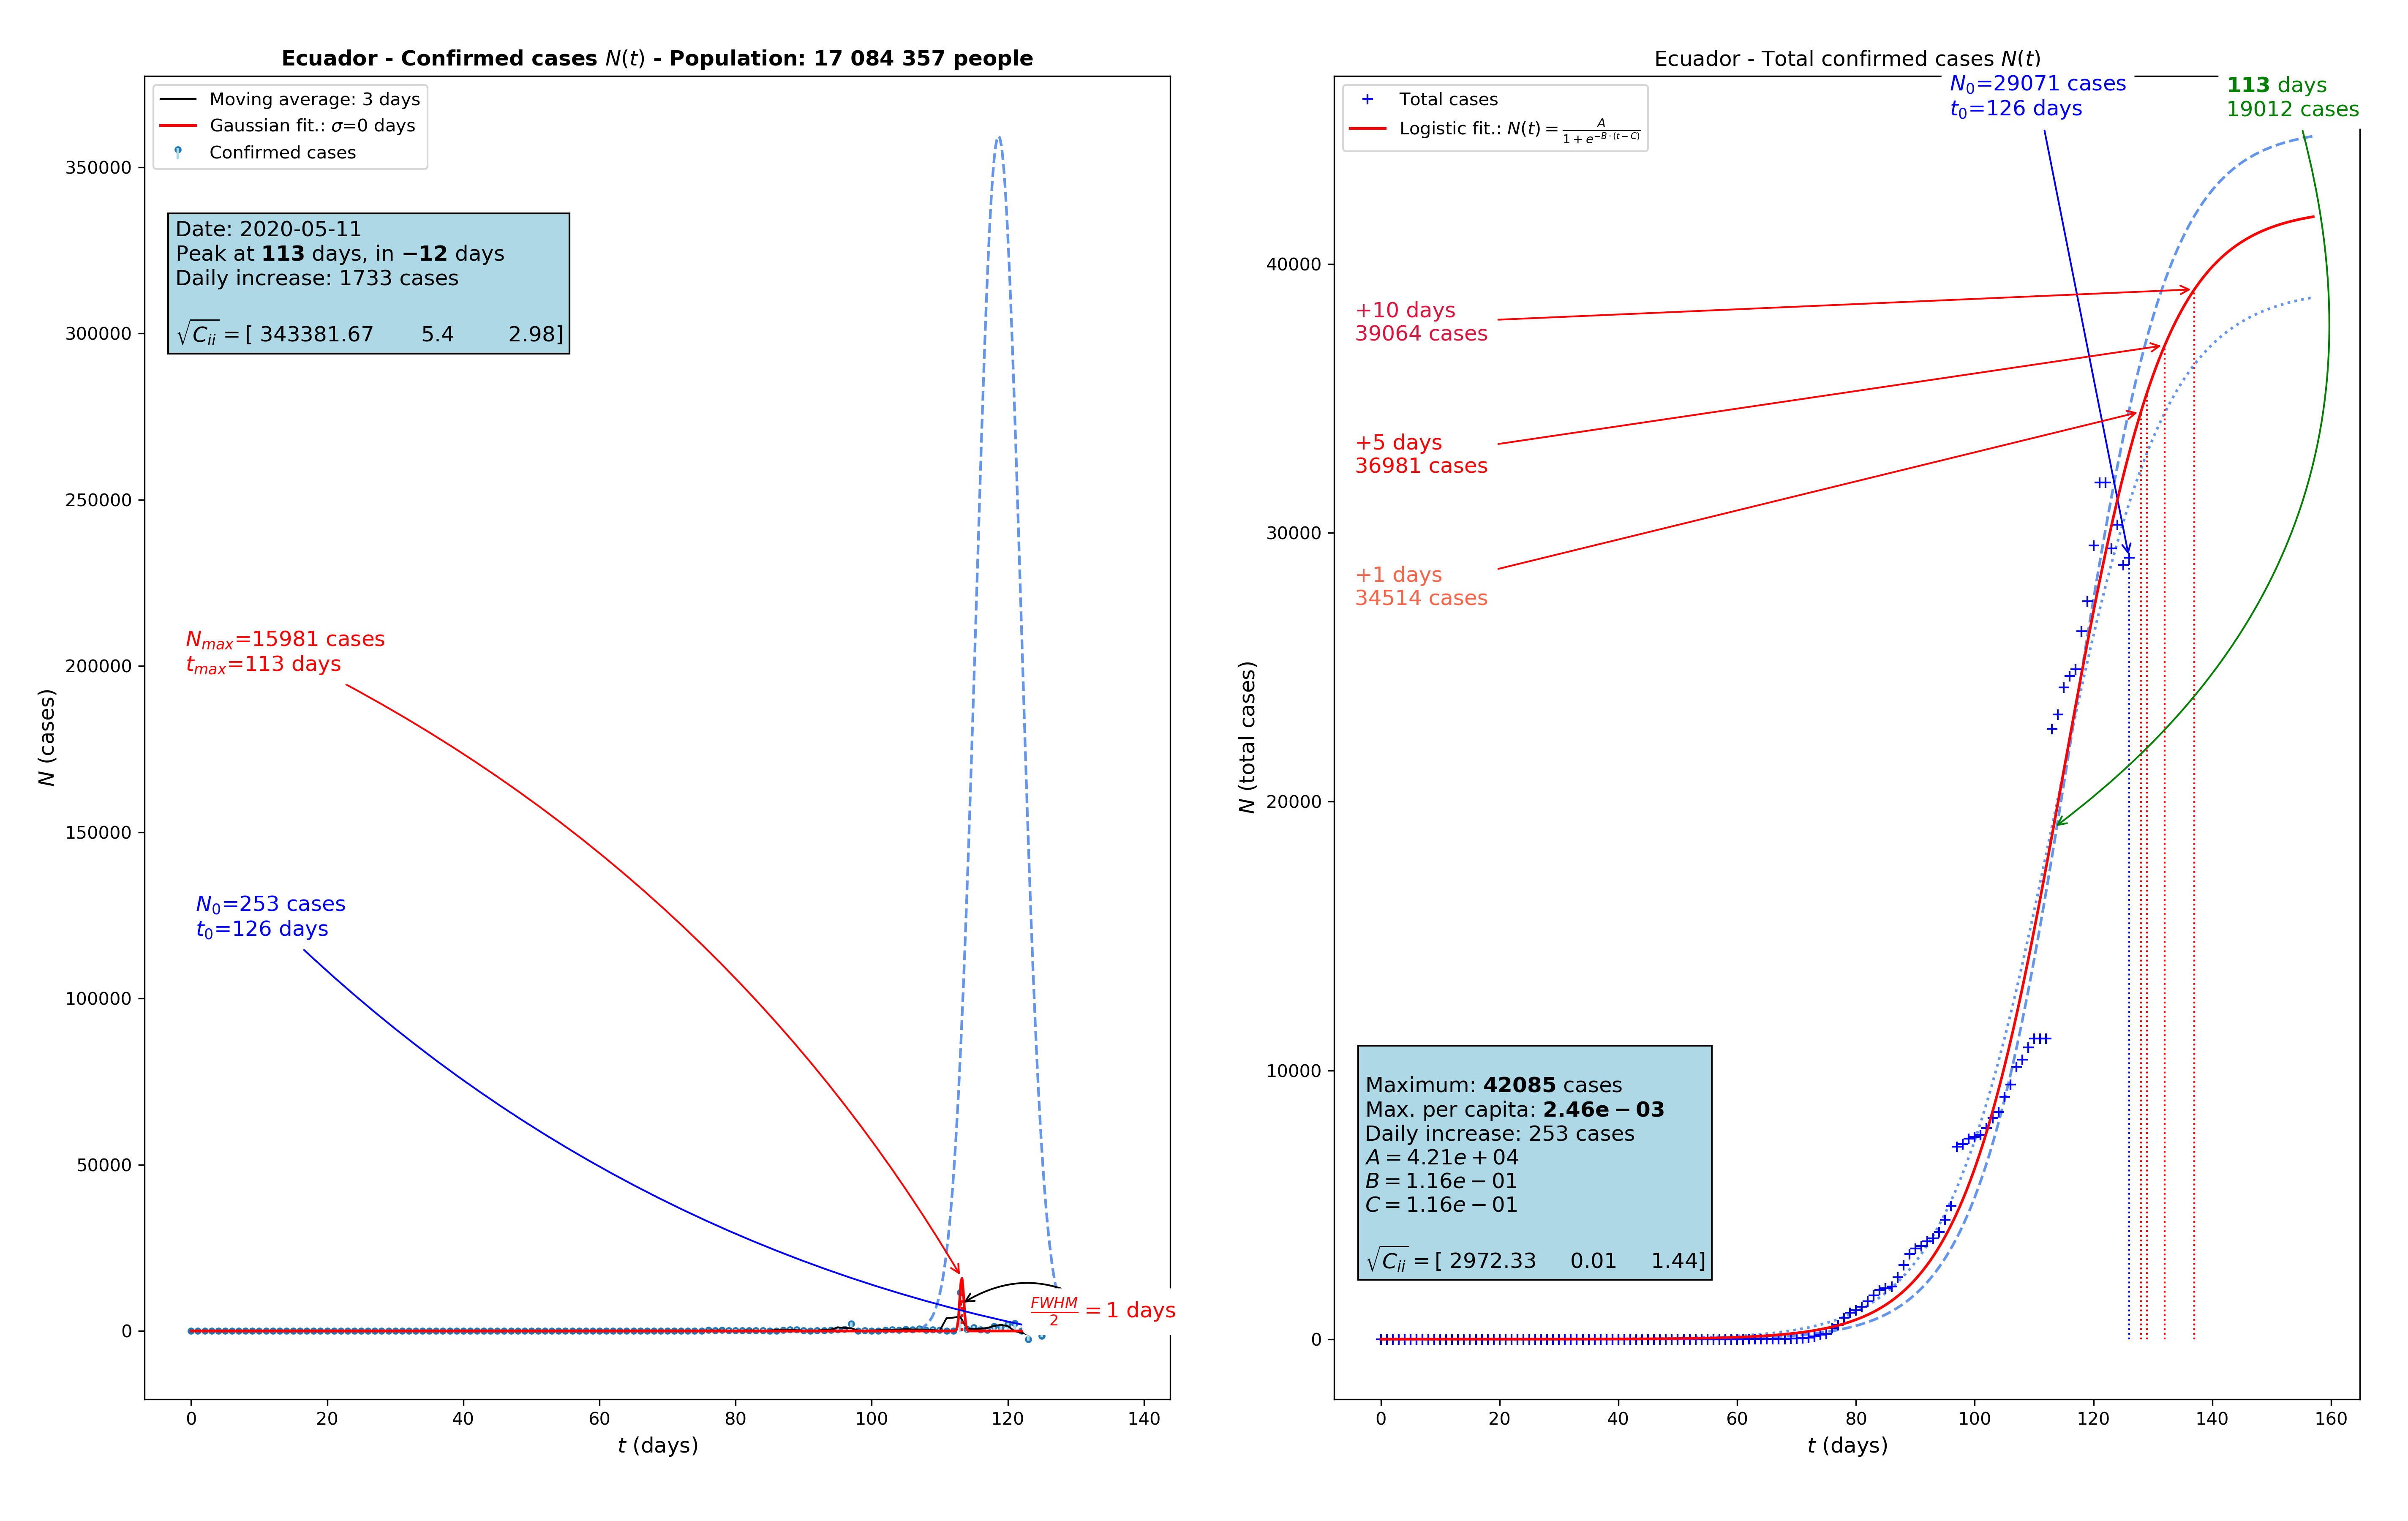 Ecuador - Confirmed cases N(t) - Population: 17 084 357 people
Moving average: 3 days
Gaussian fit.: σ=0 days
Confirmed cases
Date: 2020-05-11
Peak at 113 days, in −12 days
Daily increase: 1733 cases
√C_ii = [ 343381.67 5.4 2.98]
N_max=15981 cases
t_max=113 days
N_0=253 cases
t_0=126 days
FWHM/2 = 1 days
N (cases)
350000
300000
250000
200000
150000
100000
50000
0
0 20 40 60 80 100 120 140
t (days)
Ecuador - Total confirmed cases N(t)
Total cases
Logistic fit.: N(t) = A/(1 + e^(−B·(t−C)))
N_0=29071 cases
t_0=126 days
113 days
19012 cases
+10 days
39064 cases
+5 days
36981 cases
+1 days
34514 cases
Maximum: 42085 cases
Max. per capita: 2.46e − 03
Daily increase: 253 cases
A = 4.21e + 04
B = 1.16e − 01
C = 1.16e − 01
√C_ii = [ 2972.33 0.01 1.44]
N (total cases)
40000
30000
20000
10000
0
0 20 40 60 80 100 120 140 160
t (days)